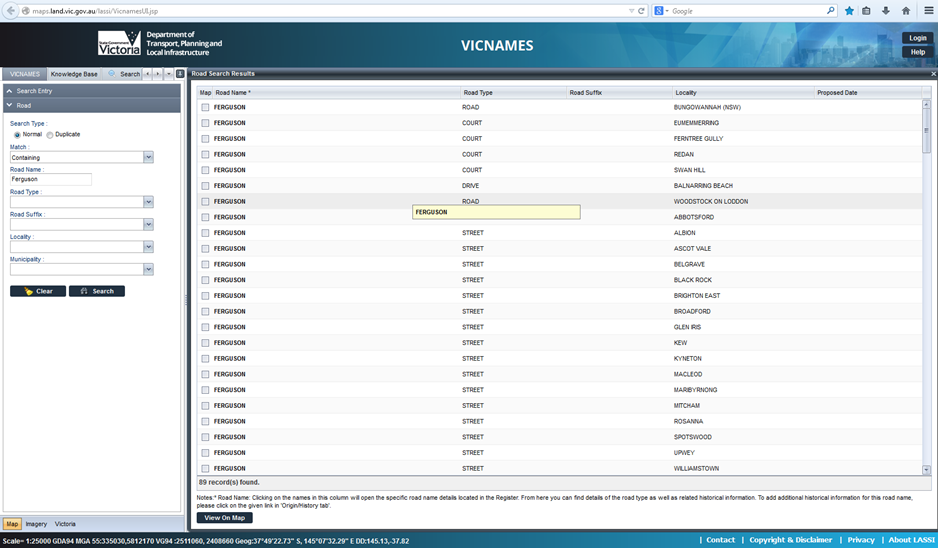 maps.land.vic.gov.au/lassi/VicnamesUI.jsp
Google
State Government Victoria
Department of
Transport, Planning and
Local Infrastructure
VICNAMES
Login
Help
VICNAMES Knowledge Base Search
Road Search Results
Search Entry
Road
Search Type :
Normal Duplicate
Match :
Containing
Road Name :
Ferguson
Road Type :
Road Suffix :
Locality :
Municipality :
Clear Search
Map Road Name * Road Type Road Suffix Locality Proposed Date
FERGUSON ROAD BUNGOWANNAH (NSW)
FERGUSON COURT EUMEMMERRING
FERGUSON COURT FERNTREE GULLY
FERGUSON COURT REDAN
FERGUSON COURT SWAN HILL
FERGUSON DRIVE BALNARRING BEACH
FERGUSON ROAD WOODSTOCK ON LODDON
FERGUSON
FERGUSON ABBOTSFORD
FERGUSON STREET ALBION
FERGUSON STREET ASCOT VALE
FERGUSON STREET BELGRAVE
FERGUSON STREET BLACK ROCK
FERGUSON STREET BRIGHTON EAST
FERGUSON STREET BROADFORD
FERGUSON STREET GLEN IRIS
FERGUSON STREET KEW
FERGUSON STREET KYNETON
FERGUSON STREET MACLEOD
FERGUSON STREET MARIBYRNONG
FERGUSON STREET MITCHAM
FERGUSON STREET ROSANNA
FERGUSON STREET SPOTSWOOD
FERGUSON STREET UPWEY
FERGUSON STREET WILLIAMSTOWN
89 record(s) found.
Notes:* Road Name: Clicking on the names in this column will open the specific road name details located in the Register. From here you can find details of the road type as well as related historical information. To add additional historical information for this road name,
please click on the given link in 'Origin/History tab'.
View On Map
Map Imagery Victoria
Scale= 1:25000 GDA94 MGA 55:335030,5812170 VG94 :2511060, 2408660 Geog:37°49'22.73" S, 145°07'32.29" E DD:145.13,-37.82
| Contact | Copyright & Disclaimer | Privacy | About LASSI